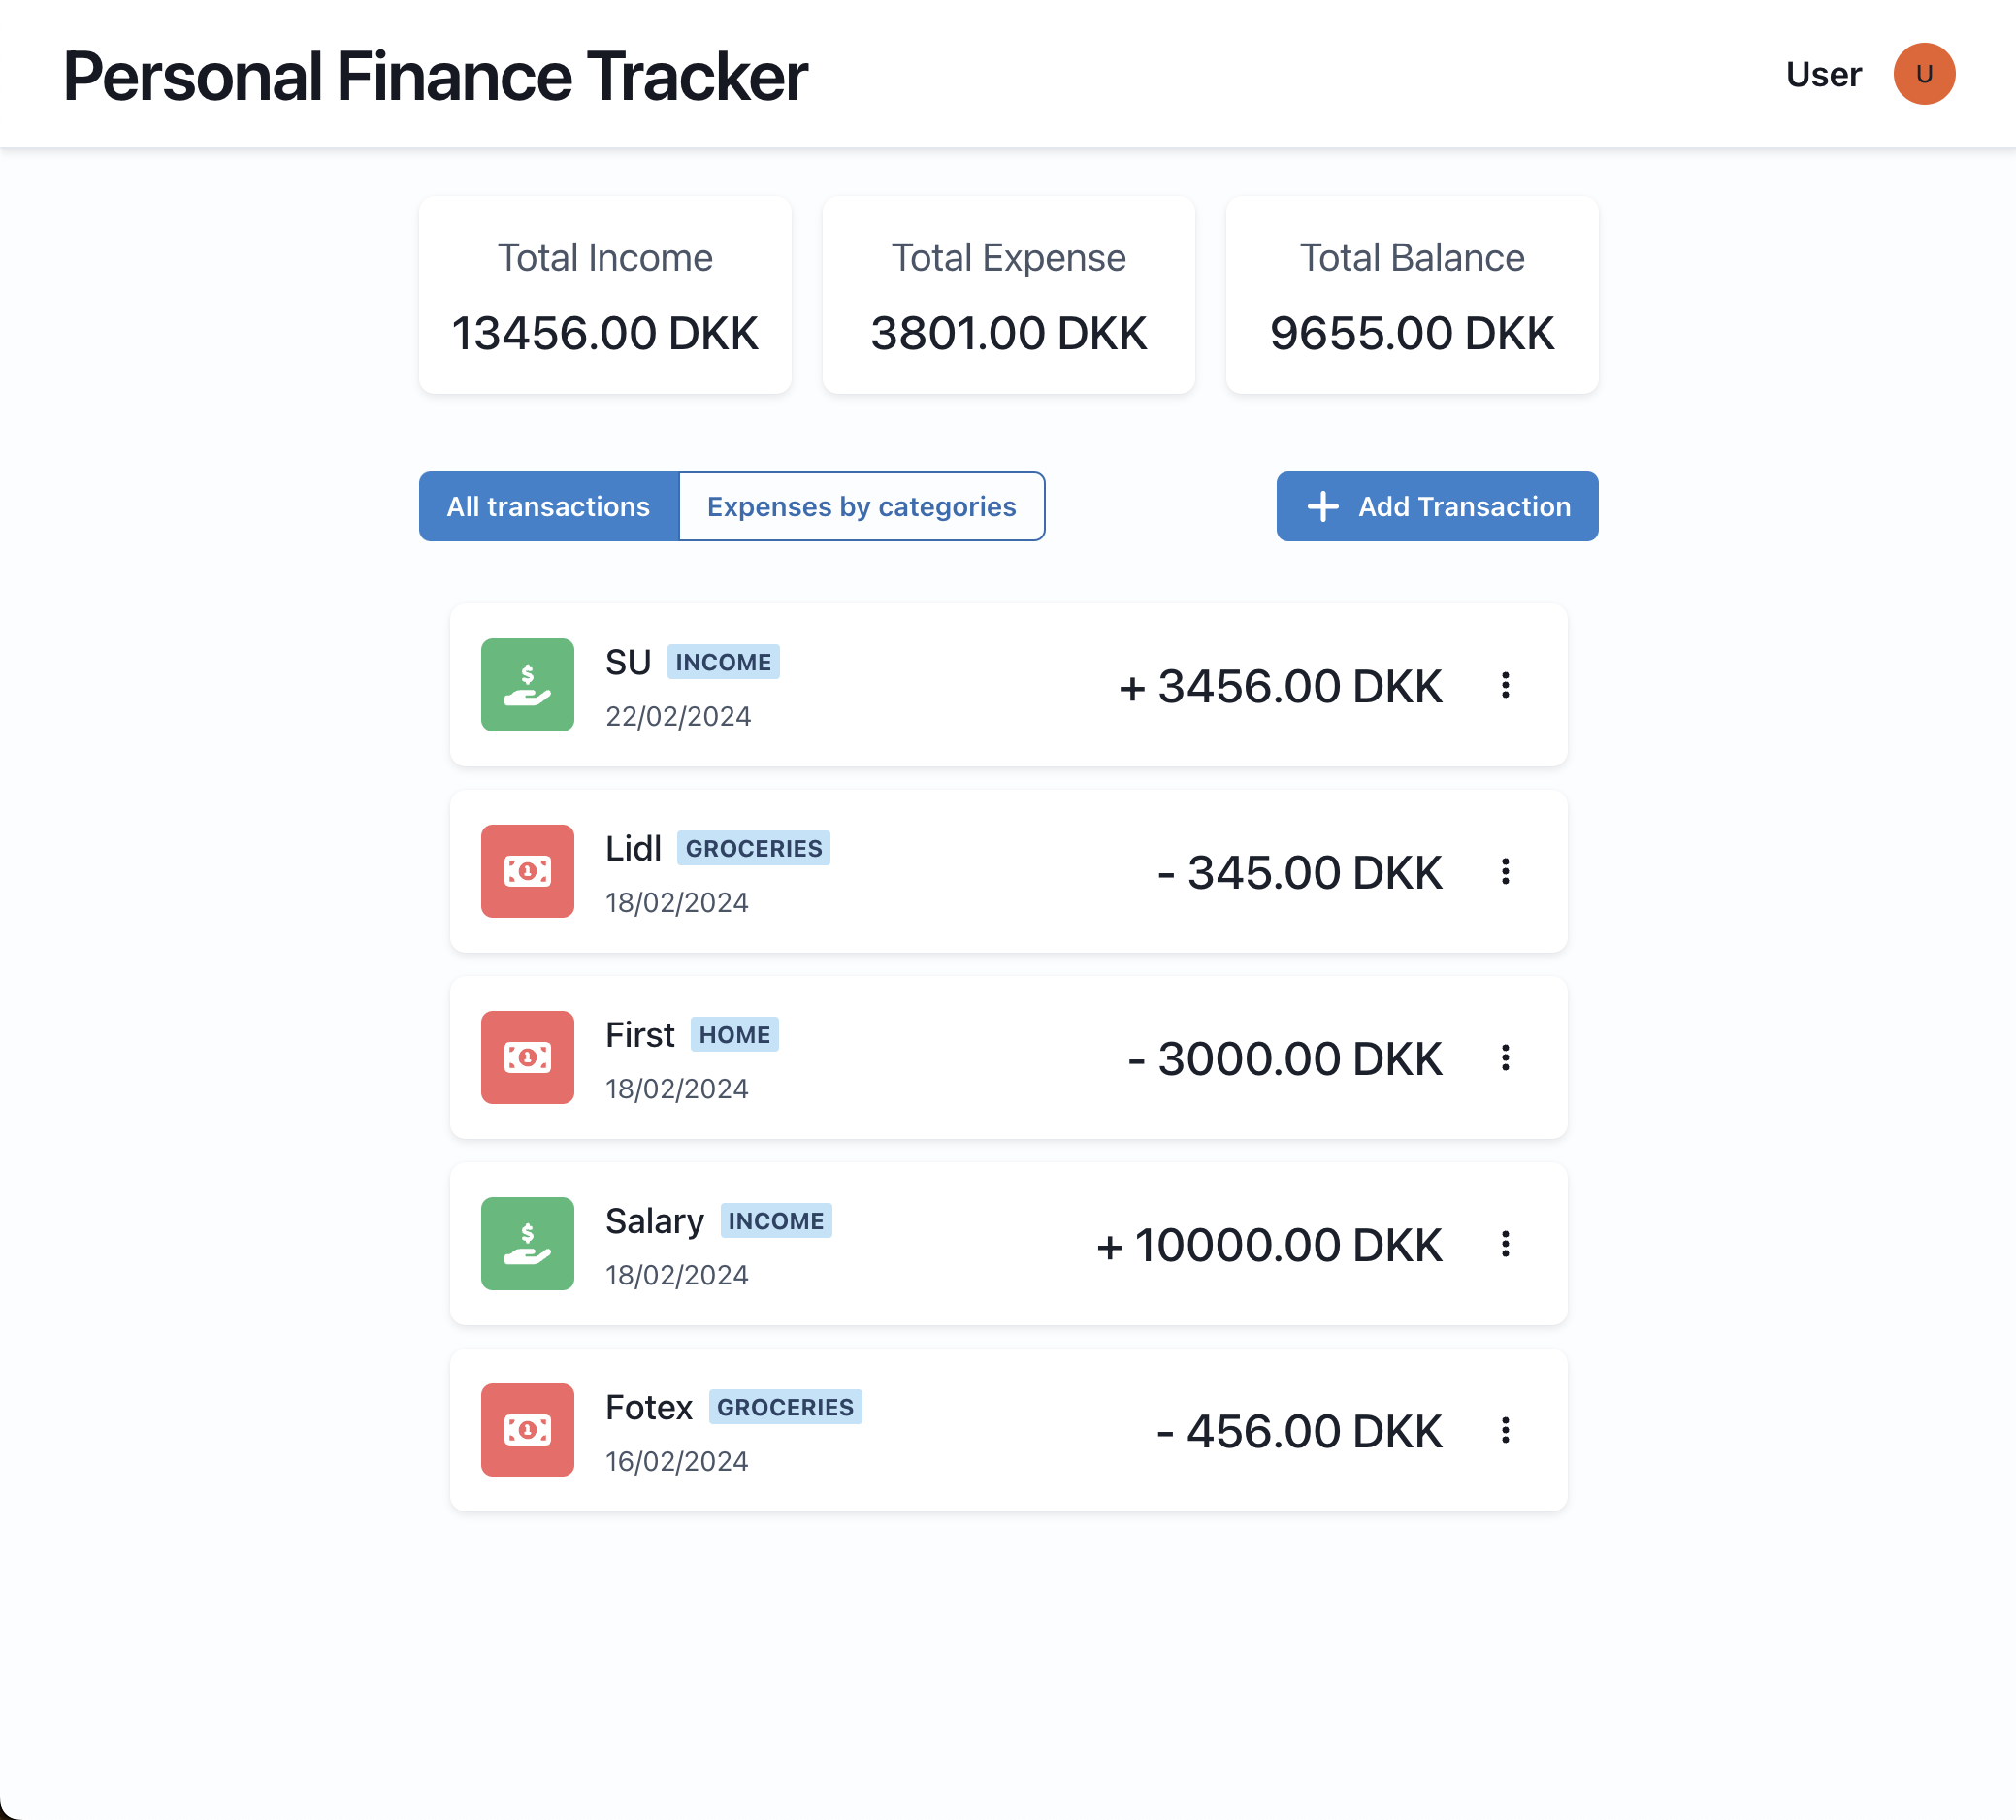 Personal Finance Tracker
User
U
Total Income
13456.00 DKK
Total Expense
3801.00 DKK
Total Balance
9655.00 DKK
All transactions
Expenses by categories
Add Transaction
$
SU INCOME
22/02/2024
+ 3456.00 DKK
1
Lidl GROCERIES
18/02/2024
- 345.00 DKK
1
First HOME
18/02/2024
- 3000.00 DKK
$
Salary INCOME
18/02/2024
+ 10000.00 DKK
1
Fotex GROCERIES
16/02/2024
- 456.00 DKK